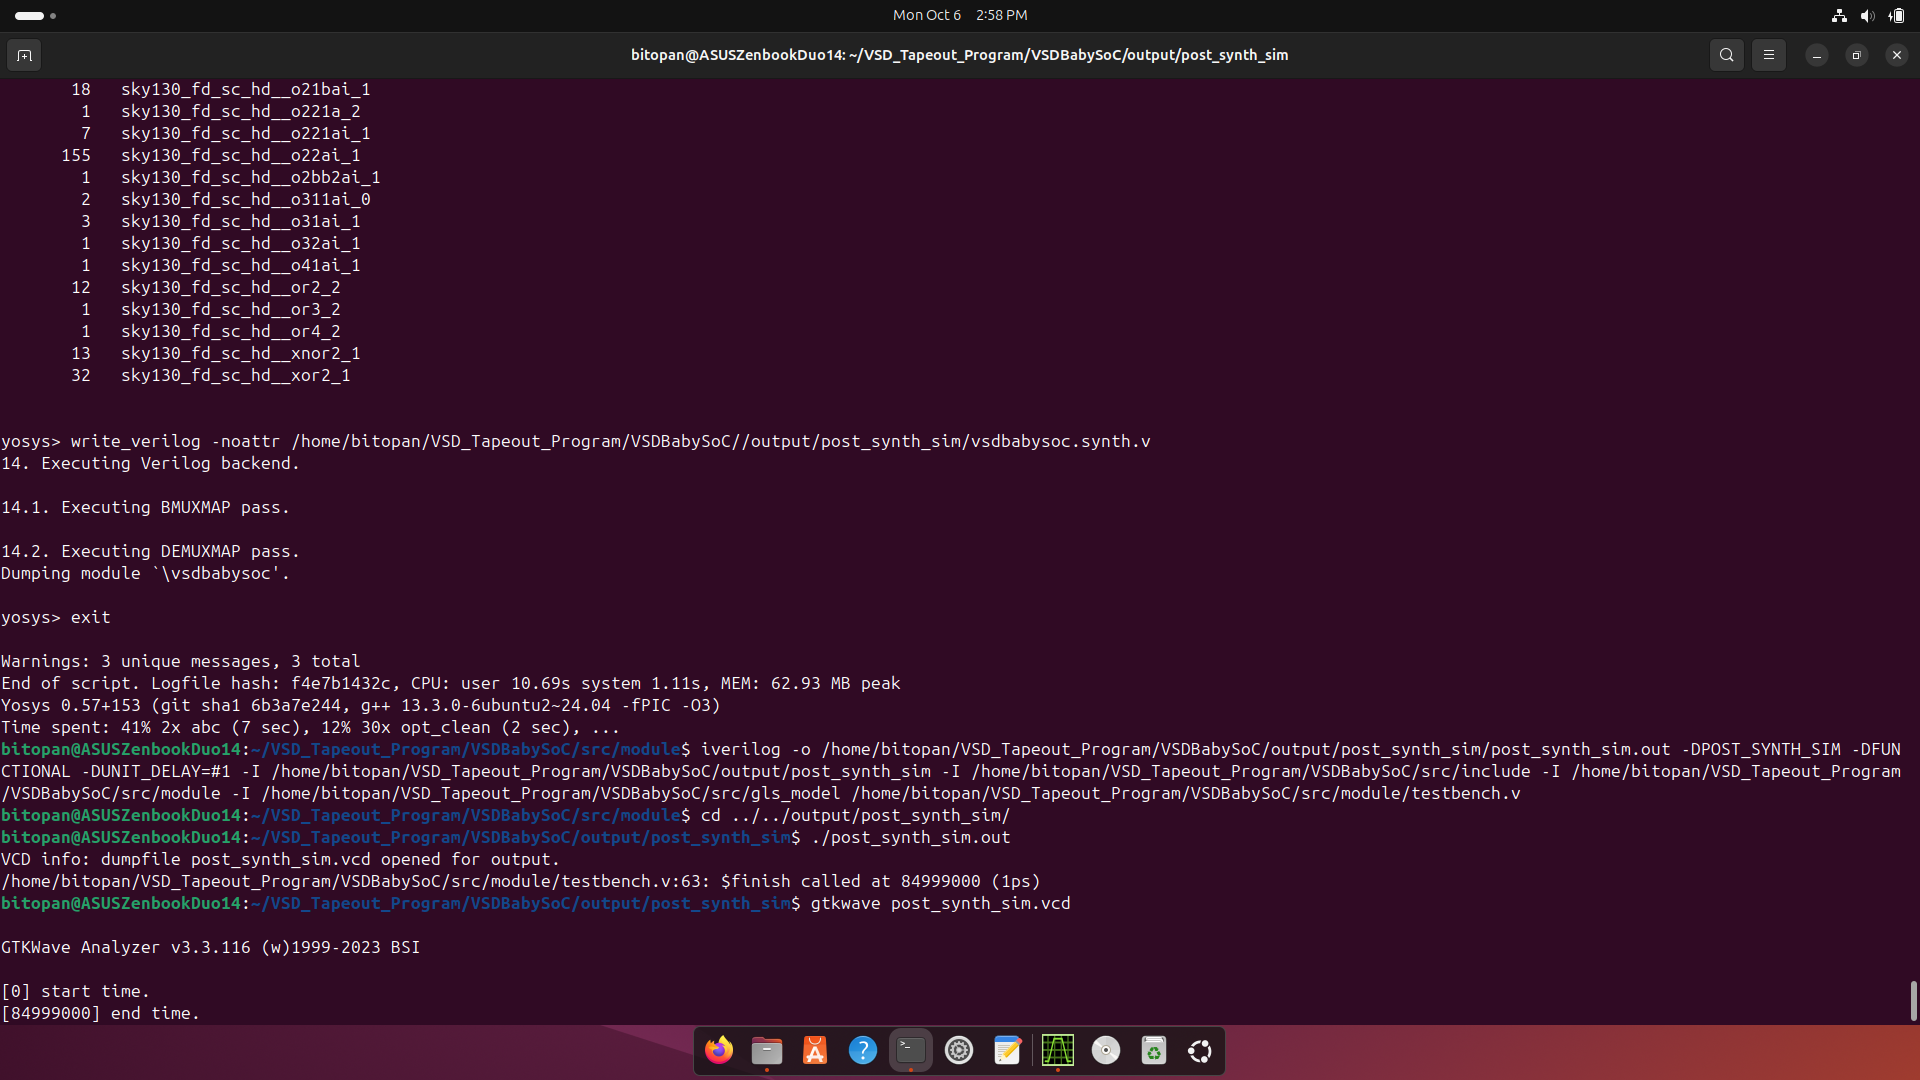 Mon Oct 6 2:58 PM
bitopan@ASUSZenbookDuo14: ~/VSD_Tapeout_Program/VSDBabySoC/output/post_synth_sim
18 sky130_fd_sc_hd__o21bai_1
1 sky130_fd_sc_hd__o221a_2
7 sky130_fd_sc_hd__o221ai_1
155 sky130_fd_sc_hd__o22ai_1
1 sky130_fd_sc_hd__o2bb2ai_1
2 sky130_fd_sc_hd__o311ai_0
3 sky130_fd_sc_hd__o31ai_1
1 sky130_fd_sc_hd__o32ai_1
1 sky130_fd_sc_hd__o41ai_1
12 sky130_fd_sc_hd__or2_2
1 sky130_fd_sc_hd__or3_2
1 sky130_fd_sc_hd__or4_2
13 sky130_fd_sc_hd__xnor2_1
32 sky130_fd_sc_hd__xor2_1
yosys> write_verilog -noattr /home/bitopan/VSD_Tapeout_Program/VSDBabySoC//output/post_synth_sim/vsdbabysoc.synth.v
14. Executing Verilog backend.
14.1. Executing BMUXMAP pass.
14.2. Executing DEMUXMAP pass.
Dumping module `\vsdbabysoc'.
yosys> exit
Warnings: 3 unique messages, 3 total
End of script. Logfile hash: f4e7b1432c, CPU: user 10.69s system 1.11s, MEM: 62.93 MB peak
Yosys 0.57+153 (git sha1 6b3a7e244, g++ 13.3.0-6ubuntu2~24.04 -fPIC -O3)
Time spent: 41% 2x abc (7 sec), 12% 30x opt_clean (2 sec), ...
bitopan@ASUSZenbookDuo14:~/VSD_Tapeout_Program/VSDBabySoC/src/module$ iverilog -o /home/bitopan/VSD_Tapeout_Program/VSDBabySoC/output/post_synth_sim/post_synth_sim.out -DPOST_SYNTH_SIM -DFUN
CTIONAL -DUNIT_DELAY=#1 -I /home/bitopan/VSD_Tapeout_Program/VSDBabySoC/output/post_synth_sim -I /home/bitopan/VSD_Tapeout_Program/VSDBabySoC/src/include -I /home/bitopan/VSD_Tapeout_Program
/VSDBabySoC/src/module -I /home/bitopan/VSD_Tapeout_Program/VSDBabySoC/src/gls_model /home/bitopan/VSD_Tapeout_Program/VSDBabySoC/src/module/testbench.v
bitopan@ASUSZenbookDuo14:~/VSD_Tapeout_Program/VSDBabySoC/src/module$ cd ../../output/post_synth_sim/
bitopan@ASUSZenbookDuo14:~/VSD_Tapeout_Program/VSDBabySoC/output/post_synth_sim$ ./post_synth_sim.out
VCD info: dumpfile post_synth_sim.vcd opened for output.
/home/bitopan/VSD_Tapeout_Program/VSDBabySoC/src/module/testbench.v:63: $finish called at 84999000 (1ps)
bitopan@ASUSZenbookDuo14:~/VSD_Tapeout_Program/VSDBabySoC/output/post_synth_sim$ gtkwave post_synth_sim.vcd
GTKWave Analyzer v3.3.116 (w)1999-2023 BSI
[0] start time.
[84999000] end time.